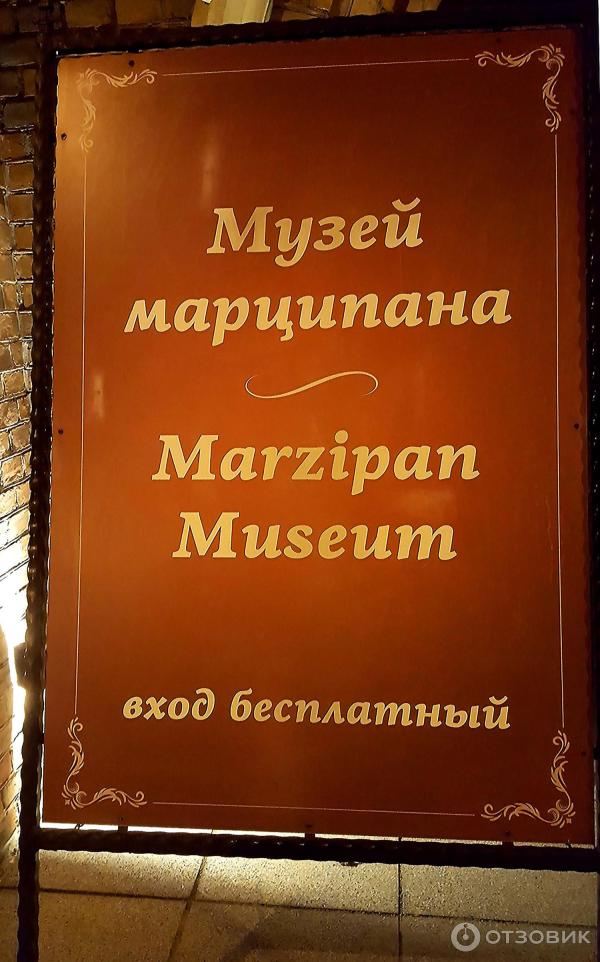 Музей
марципана
Marzipan
Museum
вход бесплатный
ОТЗОВИК